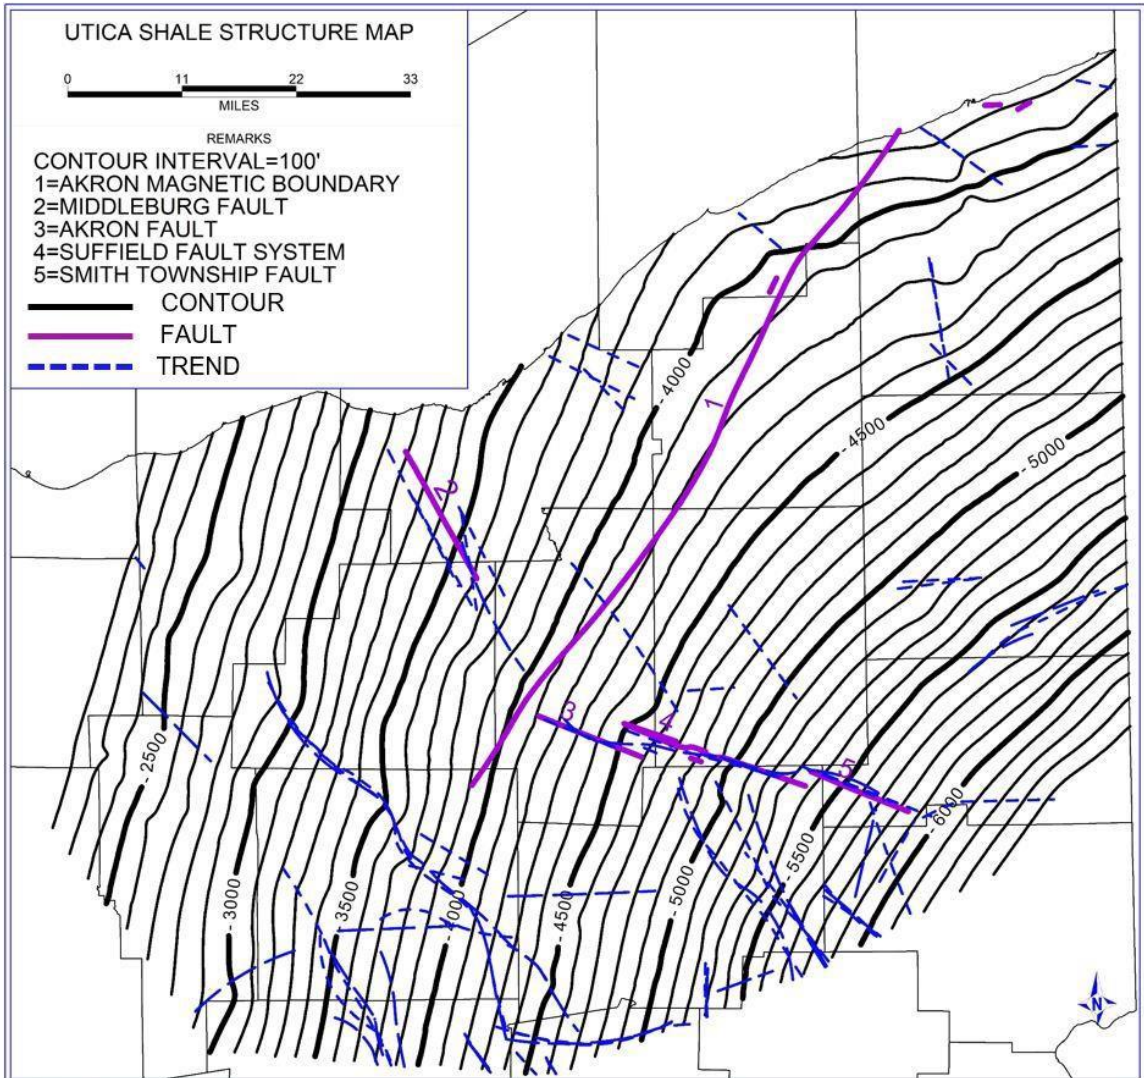 UTICA SHALE STRUCTURE MAP
0 11 22 33
MILES
REMARKS
CONTOUR INTERVAL=100'
1=AKRON MAGNETIC BOUNDARY
2=MIDDLEBURG FAULT
3=AKRON FAULT
4=SUFFIELD FAULT SYSTEM
5=SMITH TOWNSHIP FAULT
CONTOUR
FAULT
TREND
- 4000
1
- 4500
- 5000
2
3
4
5
- 2500
- 6000
- 5500
- 5000
- 3000
- 3500
- 4000
- 4500
N